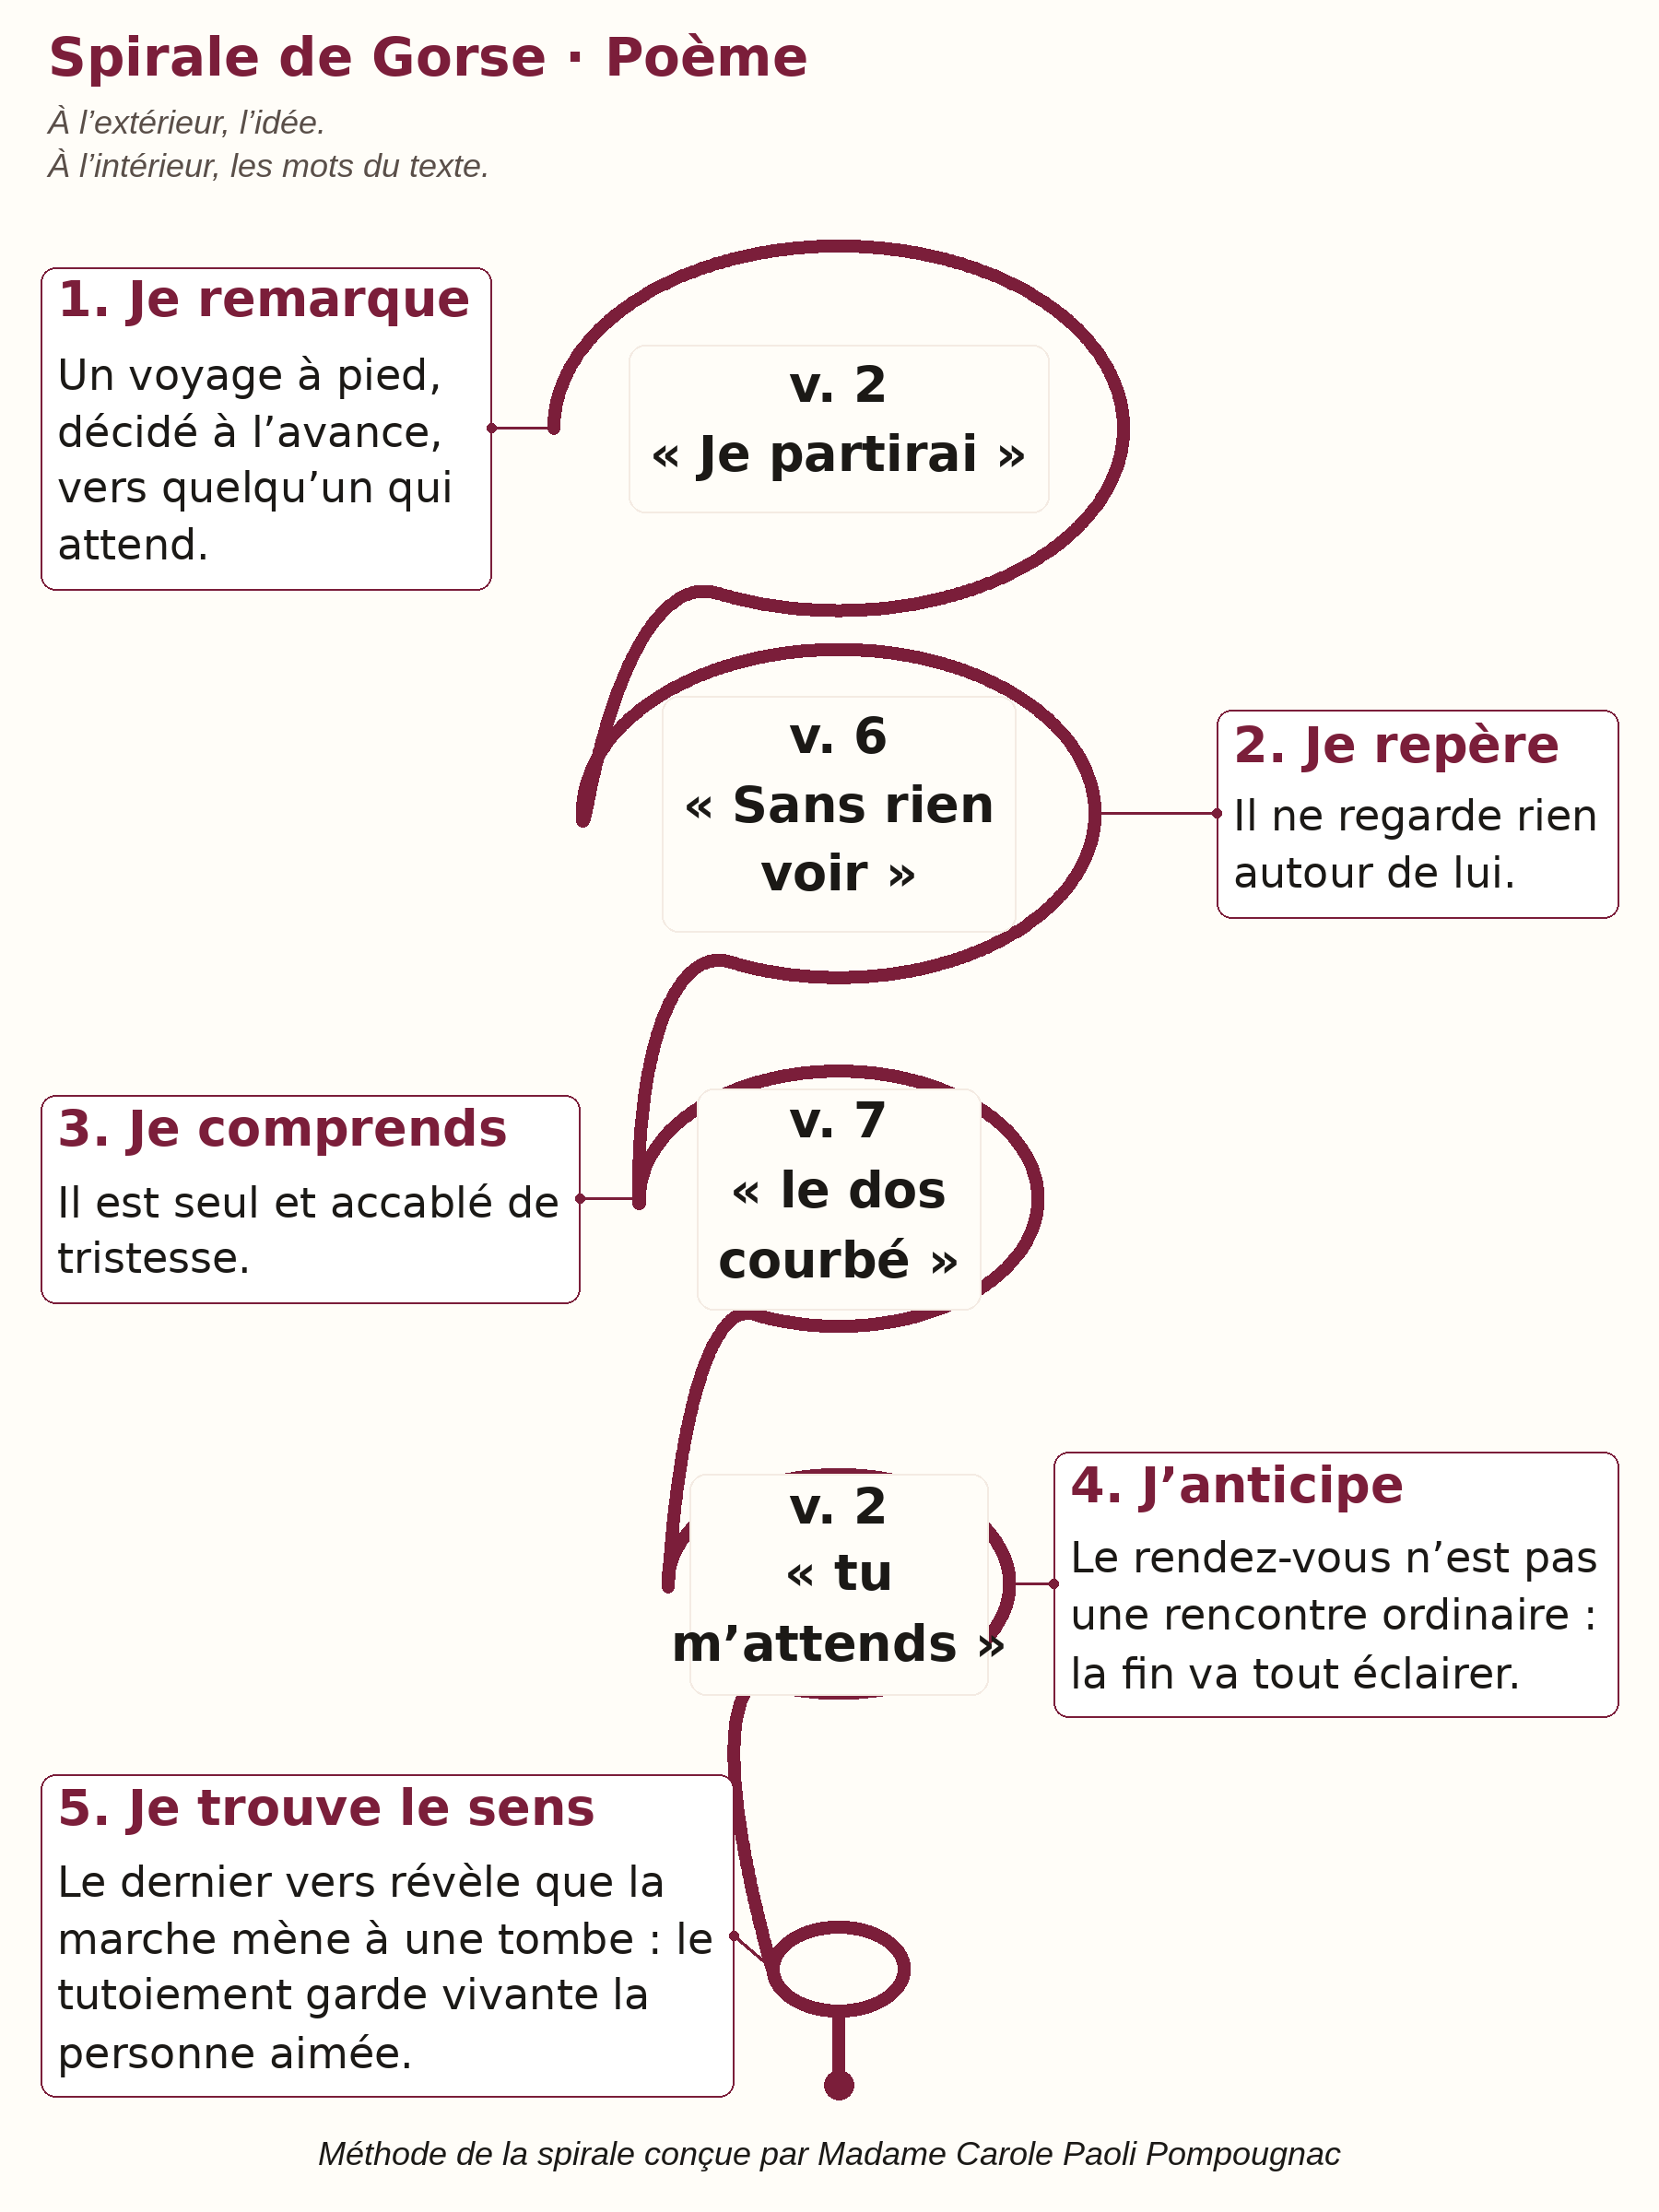 Spirale de Gorse · Poème
À l’extérieur, l’idée.
À l’intérieur, les mots du texte.
1. Je remarque
Un voyage à pied,
décidé à l’avance,
vers quelqu’un qui
attend.
v. 2
« Je partirai »
v. 6
« Sans rien
voir »
2. Je repère
Il ne regarde rien
autour de lui.
3. Je comprends
Il est seul et accablé de
tristesse.
v. 7
« le dos
courbé »
v. 2
« tu
m’attends »
4. J’anticipe
Le rendez-vous n’est pas
une rencontre ordinaire :
la fin va tout éclairer.
5. Je trouve le sens
Le dernier vers révèle que la
marche mène à une tombe : le
tutoiement garde vivante la
personne aimée.
Méthode de la spirale conçue par Madame Carole Paoli Pompougnac